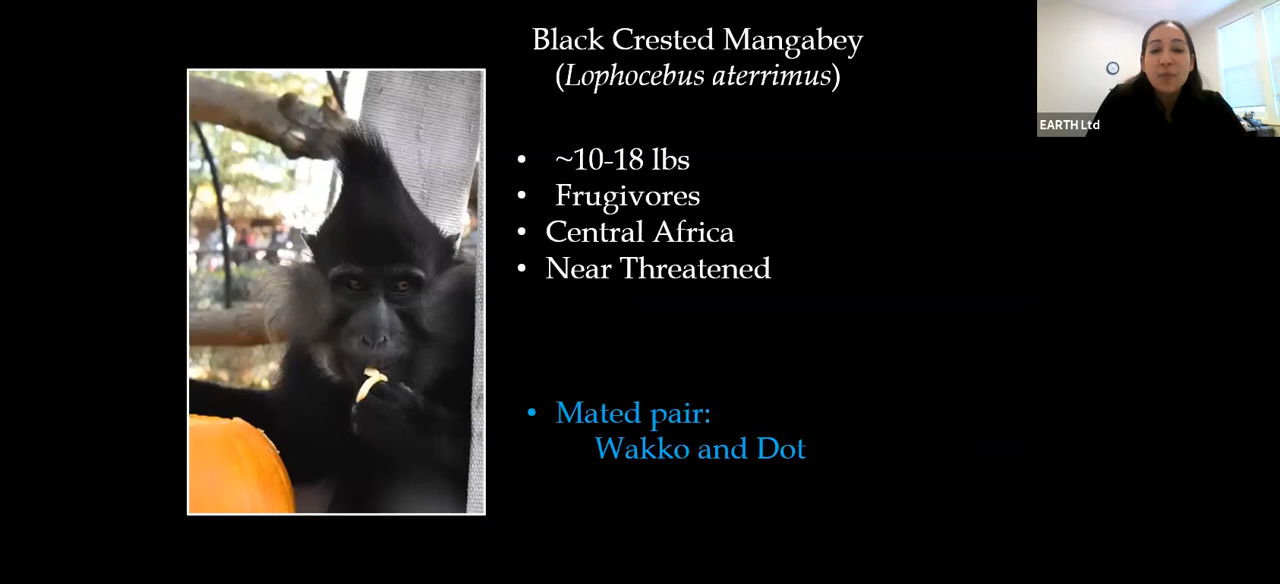 Black Crested Mangabey
(Lophocebus aterrimus)
• ~10-18 lbs
• Frugivores
• Central Africa
• Near Threatened
• Mated pair:
Wakko and Dot
EARTH Ltd